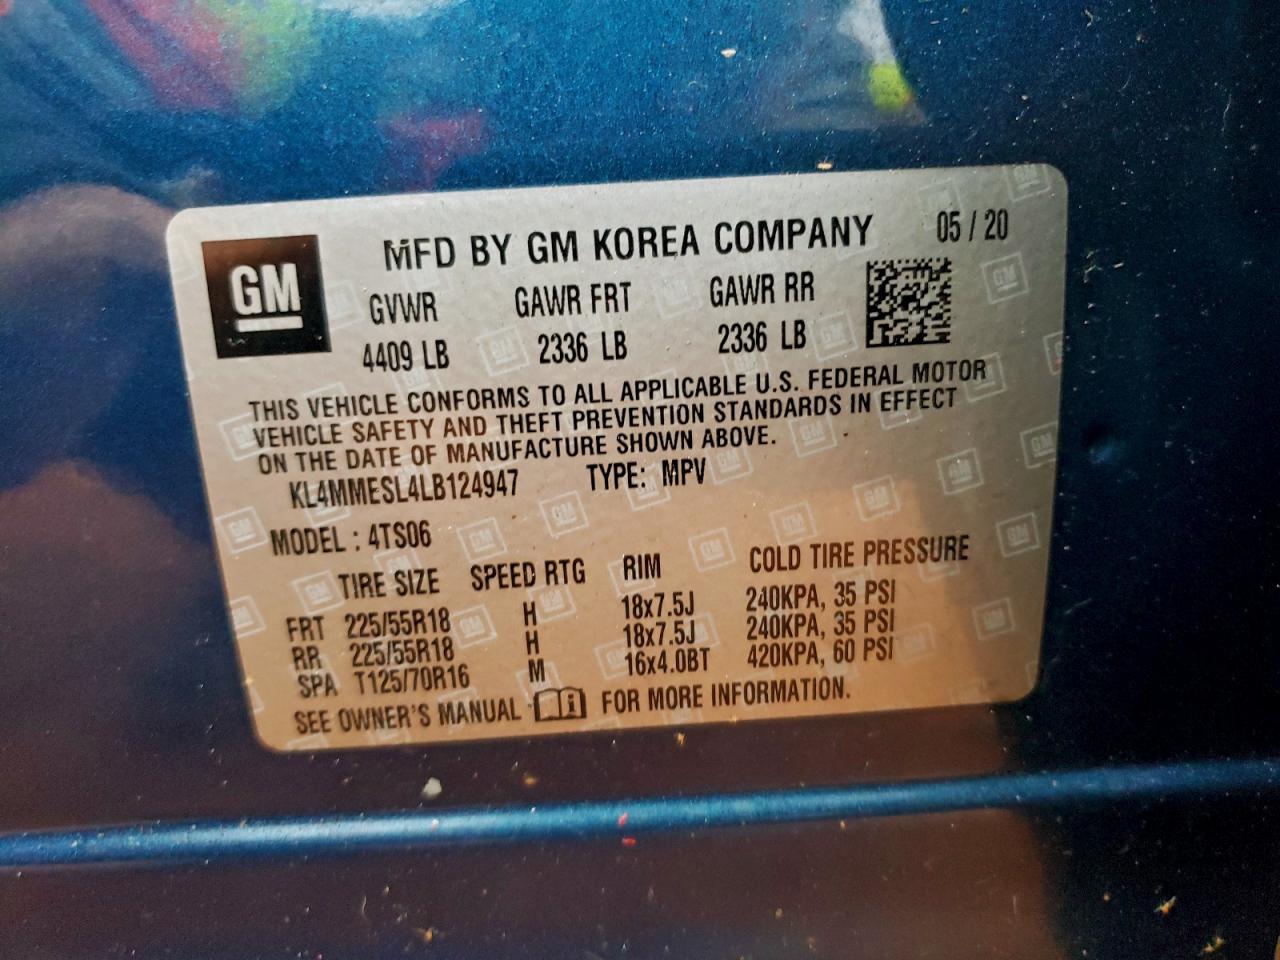 MFD BY GM KOREA COMPANY 05 / 20
GM
GVWR GAWR FRT GAWR RR
4409 LB 2336 LB 2336 LB
THIS VEHICLE CONFORMS TO ALL APPLICABLE U.S. FEDERAL MOTOR
VEHICLE SAFETY AND THEFT PREVENTION STANDARDS IN EFFECT
ON THE DATE OF MANUFACTURE SHOWN ABOVE.
KL4MMESL4LB124947 TYPE: MPV
MODEL : 4TS06
TIRE SIZE SPEED RTG RIM COLD TIRE PRESSURE
FRT 225/55R18 H 18x7.5J 240KPA, 35 PSI
RR 225/55R18 H 18x7.5J 240KPA, 35 PSI
SPA T125/70R16 M 16x4.0BT 420KPA, 60 PSI
SEE OWNER'S MANUAL FOR MORE INFORMATION.